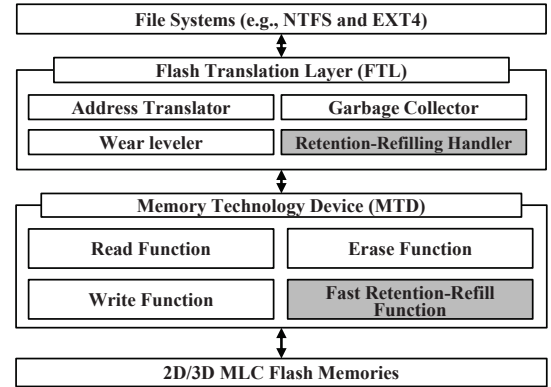 File Systems (e.g., NTFS and EXT4)
Flash Translation Layer (FTL)
Address Translator
Garbage Collector
Wear leveler
Retention-Refilling Handler
Memory Technology Device (MTD)
Read Function
Erase Function
Write Function
Fast Retention-Refill
Function
2D/3D MLC Flash Memories